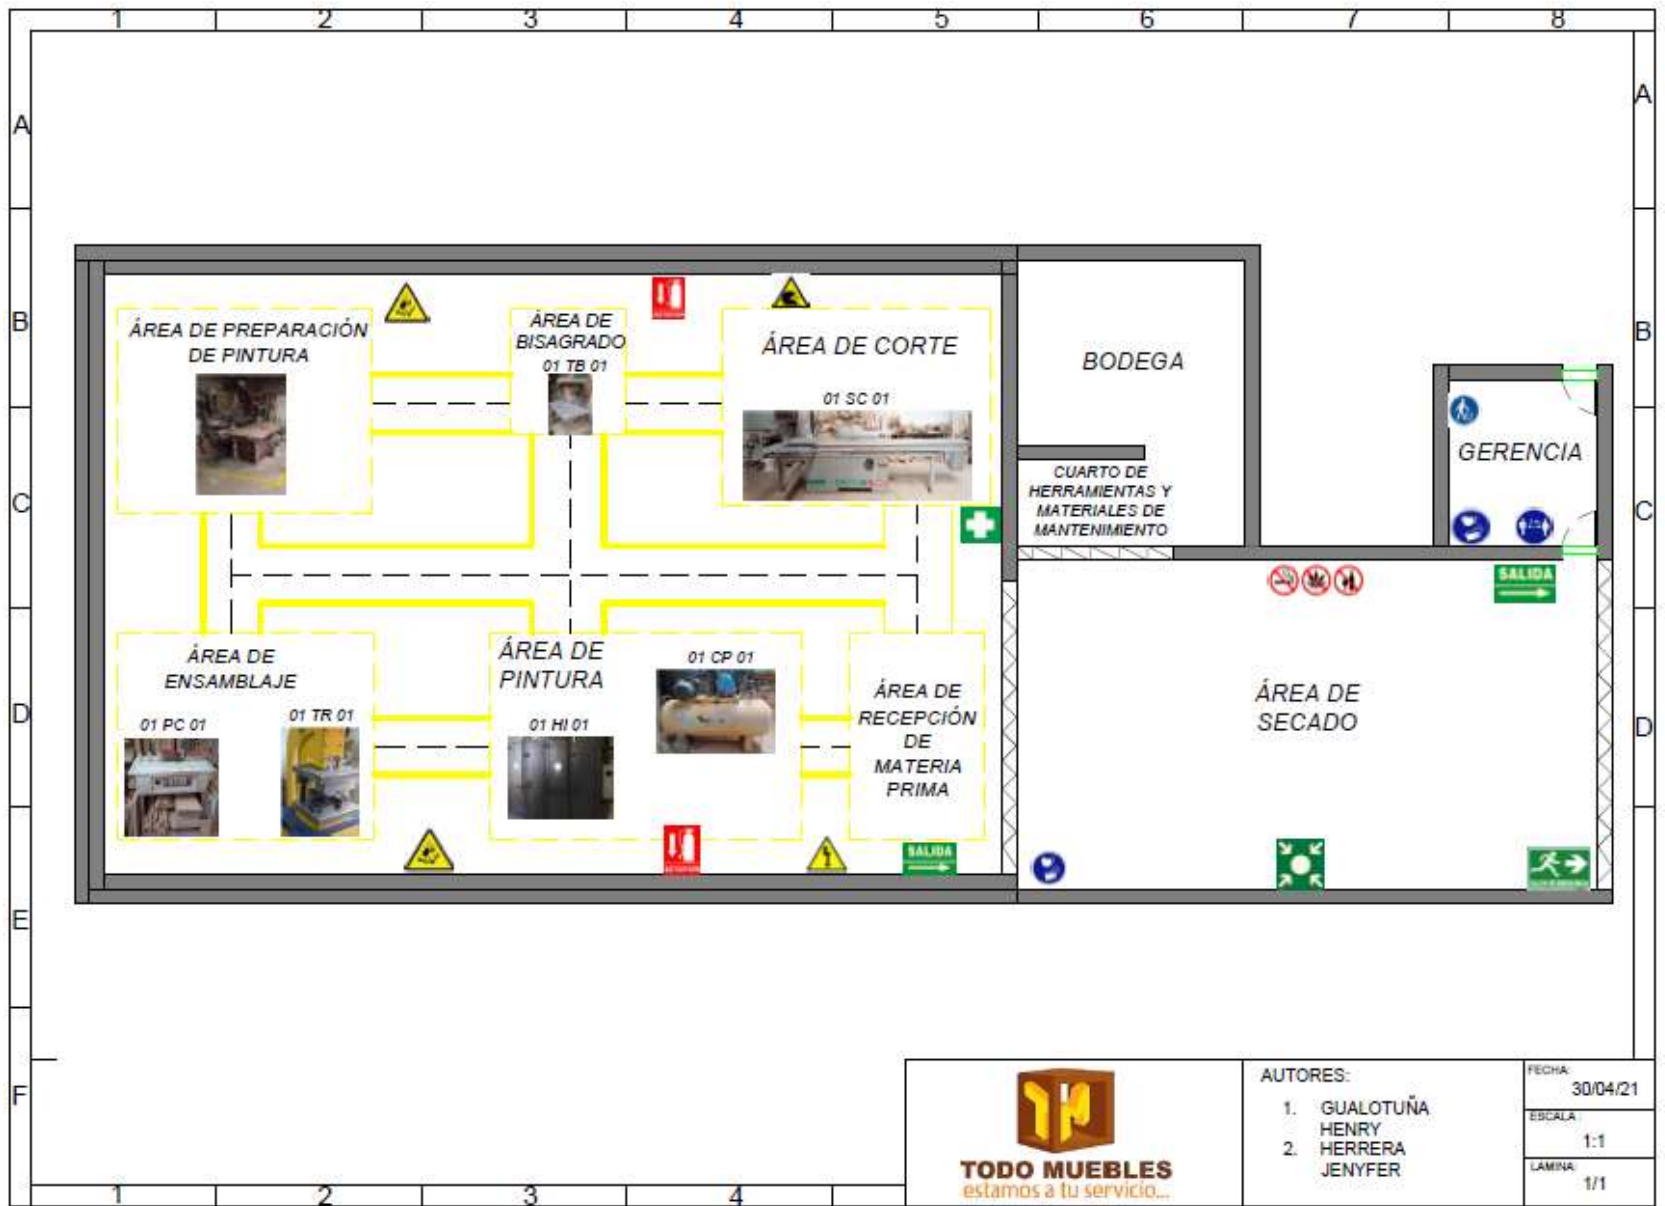 1 2 3 4 5 6 7 8
A
B
C
D
E
F
A
B
C
D
ÁREA DE PREPARACIÓN
DE PINTURA
ÁREA DE
BISAGRADO
01 TB 01
ÁREA DE CORTE
01 SC 01
BODEGA
CUARTO DE
HERRAMIENTAS Y
MATERIALES DE
MANTENIMIENTO
GERENCIA
SALIDA
ÁREA DE
ENSAMBLAJE
01 PC 01
01 TR 01
ÁREA DE
PINTURA
01 HI 01
01 CP 01
ÁREA DE
RECEPCIÓN
DE
MATERIA
PRIMA
ÁREA DE
SECADO
SALIDA
TODO MUEBLES
estamos a tu servicio...
AUTORES:
1. GUALOTUÑA
HENRY
2. HERRERA
JENYFER
FECHA:
30/04/21
ESCALA:
1:1
LAMINA:
1/1
1 2 3 4